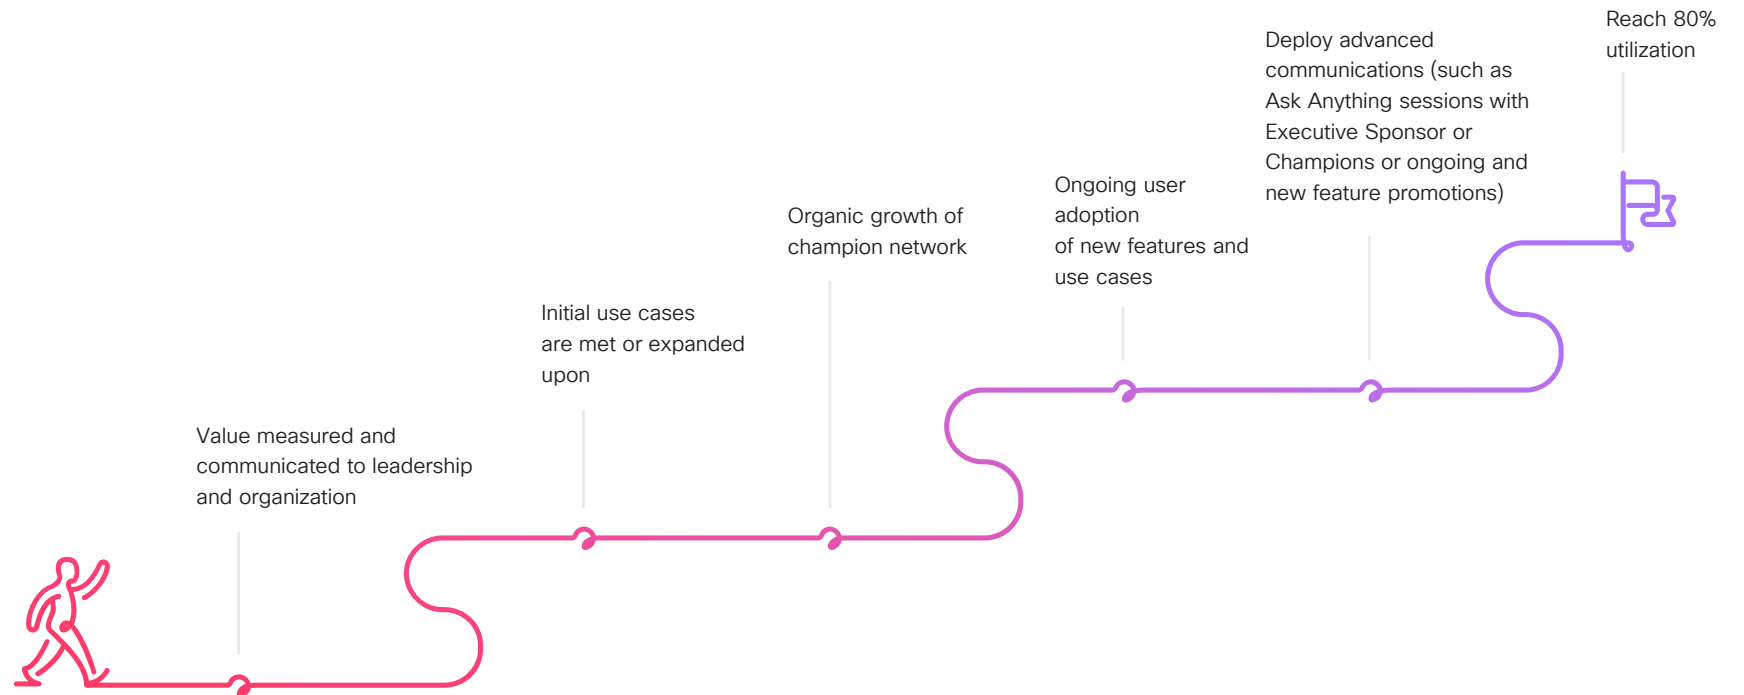 Value measured and
communicated to leadership
and organization
Initial use cases
are met or expanded
upon
Organic growth of
champion network
Ongoing user
adoption
of new features and
use cases
Deploy advanced
communications (such as
Ask Anything sessions with
Executive Sponsor or
Champions or ongoing and
new feature promotions)
Reach 80%
utilization